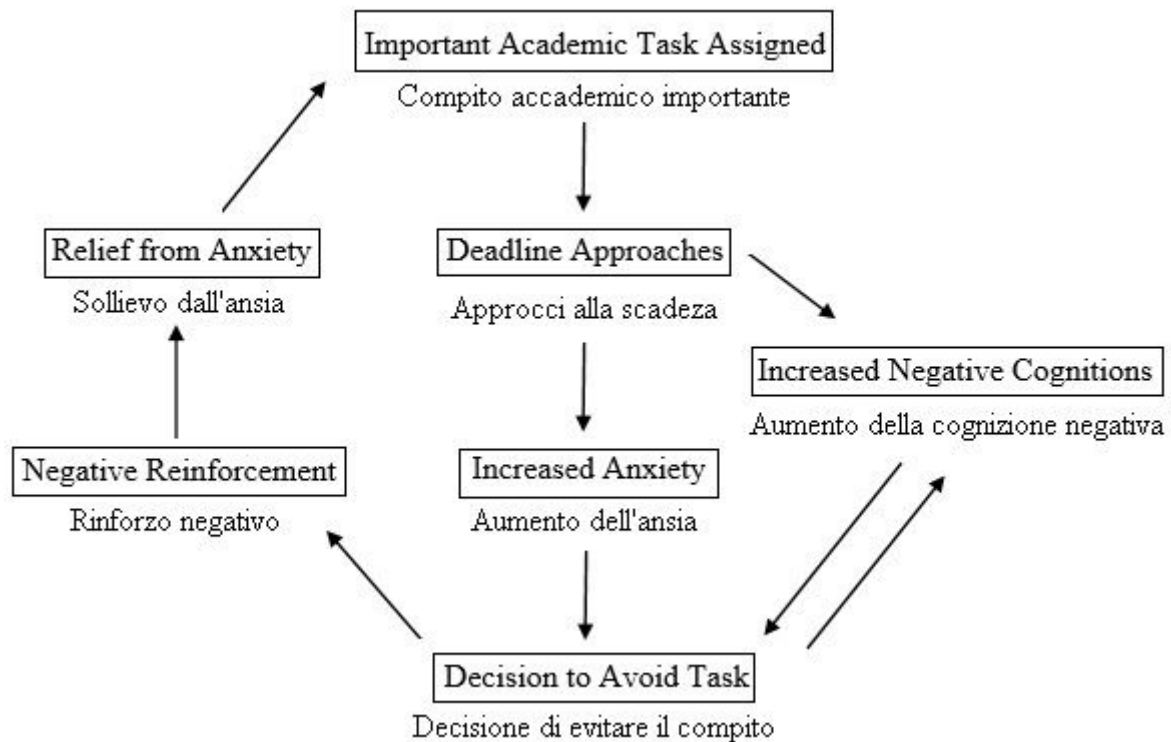 Important Academic Task Assigned
Compito accademico importante
Relief from Anxiety
Sollievo dall'ansia
Deadline Approaches
Approcci alla scadeza
Increased Negative Cognitions
Aumento della cognizione negativa
Negative Reinforcement
Rinforzo negativo
Increased Anxiety
Aumento dell'ansia
Decision to Avoid Task
Decisione di evitare il compito